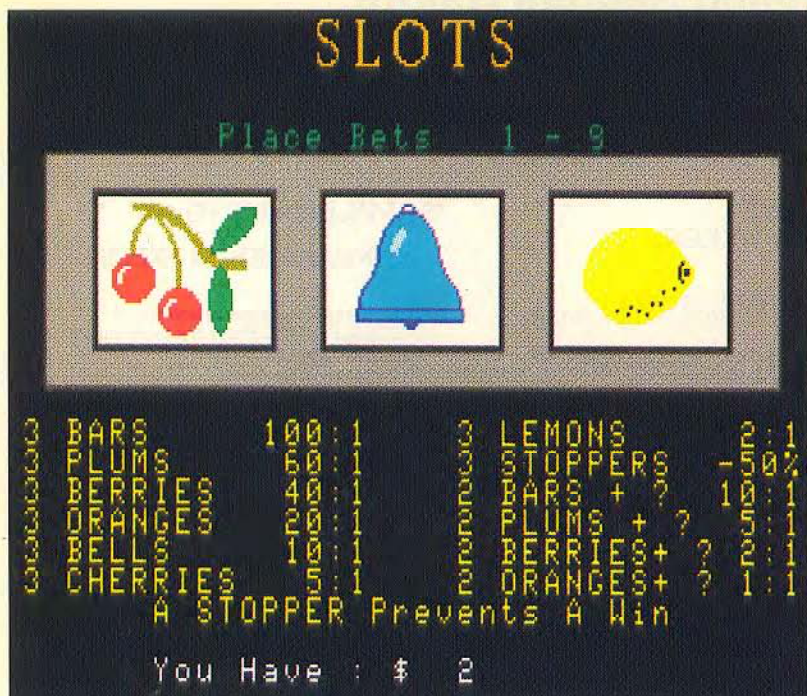 SLOTS
Place Bets 1 - 9
3 BARS 100:1 3 LEMONS 2:1
3 PLUMS 60:1 3 STOPPERS -50%
3 BERRIES 40:1 2 BARS + ? 10:1
3 ORANGES 20:1 2 PLUMS + ? 5:1
3 BELLS 10:1 2 BERRIES+ ? 2:1
3 CHERRIES 5:1 2 ORANGES+ ? 1:1
A STOPPER Prevents A Win
You Have : $ 2